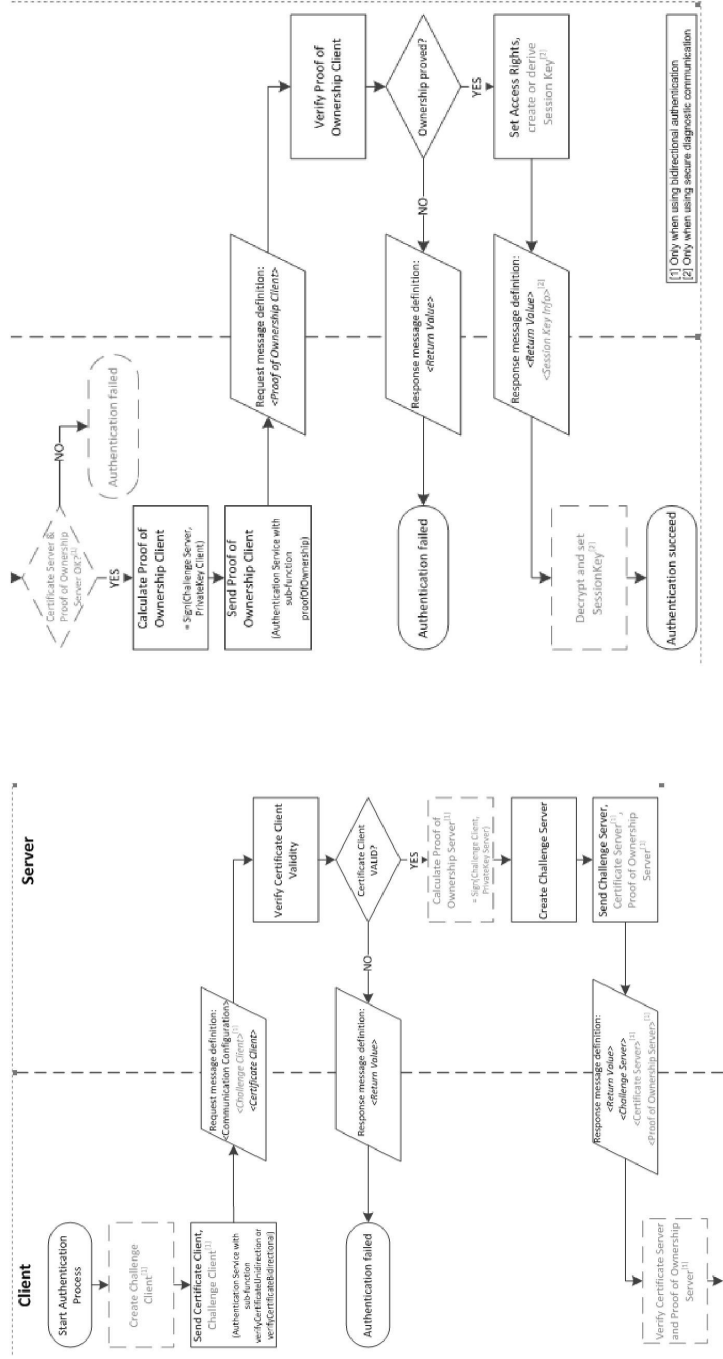 Client
Server
Start Authentication
Process
Create Challenge
Client[1]
Send Certificate Client,
Challenge Client[1]
(Authentication Service with
sub-function
verifyCertificateUnidirection or
verifyCertificateBidirectional)
Request message definition:
<Communication Configuration>
<Challenge Client>[1]
<Certificate Client>
Verify Certificate Client
Validity
Certificate Client
VALID?
NO
Response message definition:
<Return Value>
Authentication failed
YES
Calculate Proof of
Ownership Server[1]
= Sign(Challenge Client,
PrivateKey Server)
Create Challenge Server
Send Challenge Server,
Certificate Server[1],
Proof of Ownership
Server[1]
Response message definition:
<Return Value>
<Challenge Server>
<Certificate Server>[1]
<Proof of Ownership Server>[1]
Verify Certificate Server
and Proof of Ownership
Server[1]
Certificate Server &
Proof of Ownership
Server OK?[1]
NO
Authentication failed
YES
Calculate Proof of
Ownership Client
= Sign(Challenge Server,
PrivateKey Client)
Send Proof of
Ownership Client
(Authentication Service with
sub-function
proofOfOwnership)
Request message definition:
<Proof of Ownership Client>
Verify Proof of
Ownership Client
Ownership proved?
NO
Response message definition:
<Return Value>
Authentication failed
YES
Set Access Rights,
create or derive
Session Key[2]
Response message definition:
<Return Value>
<Session Key Info>[2]
Decrypt and set
SessionKey[2]
Authentication succeed
[1] Only when using bidirectional authentication
[2] Only when using secure diagnostic communication